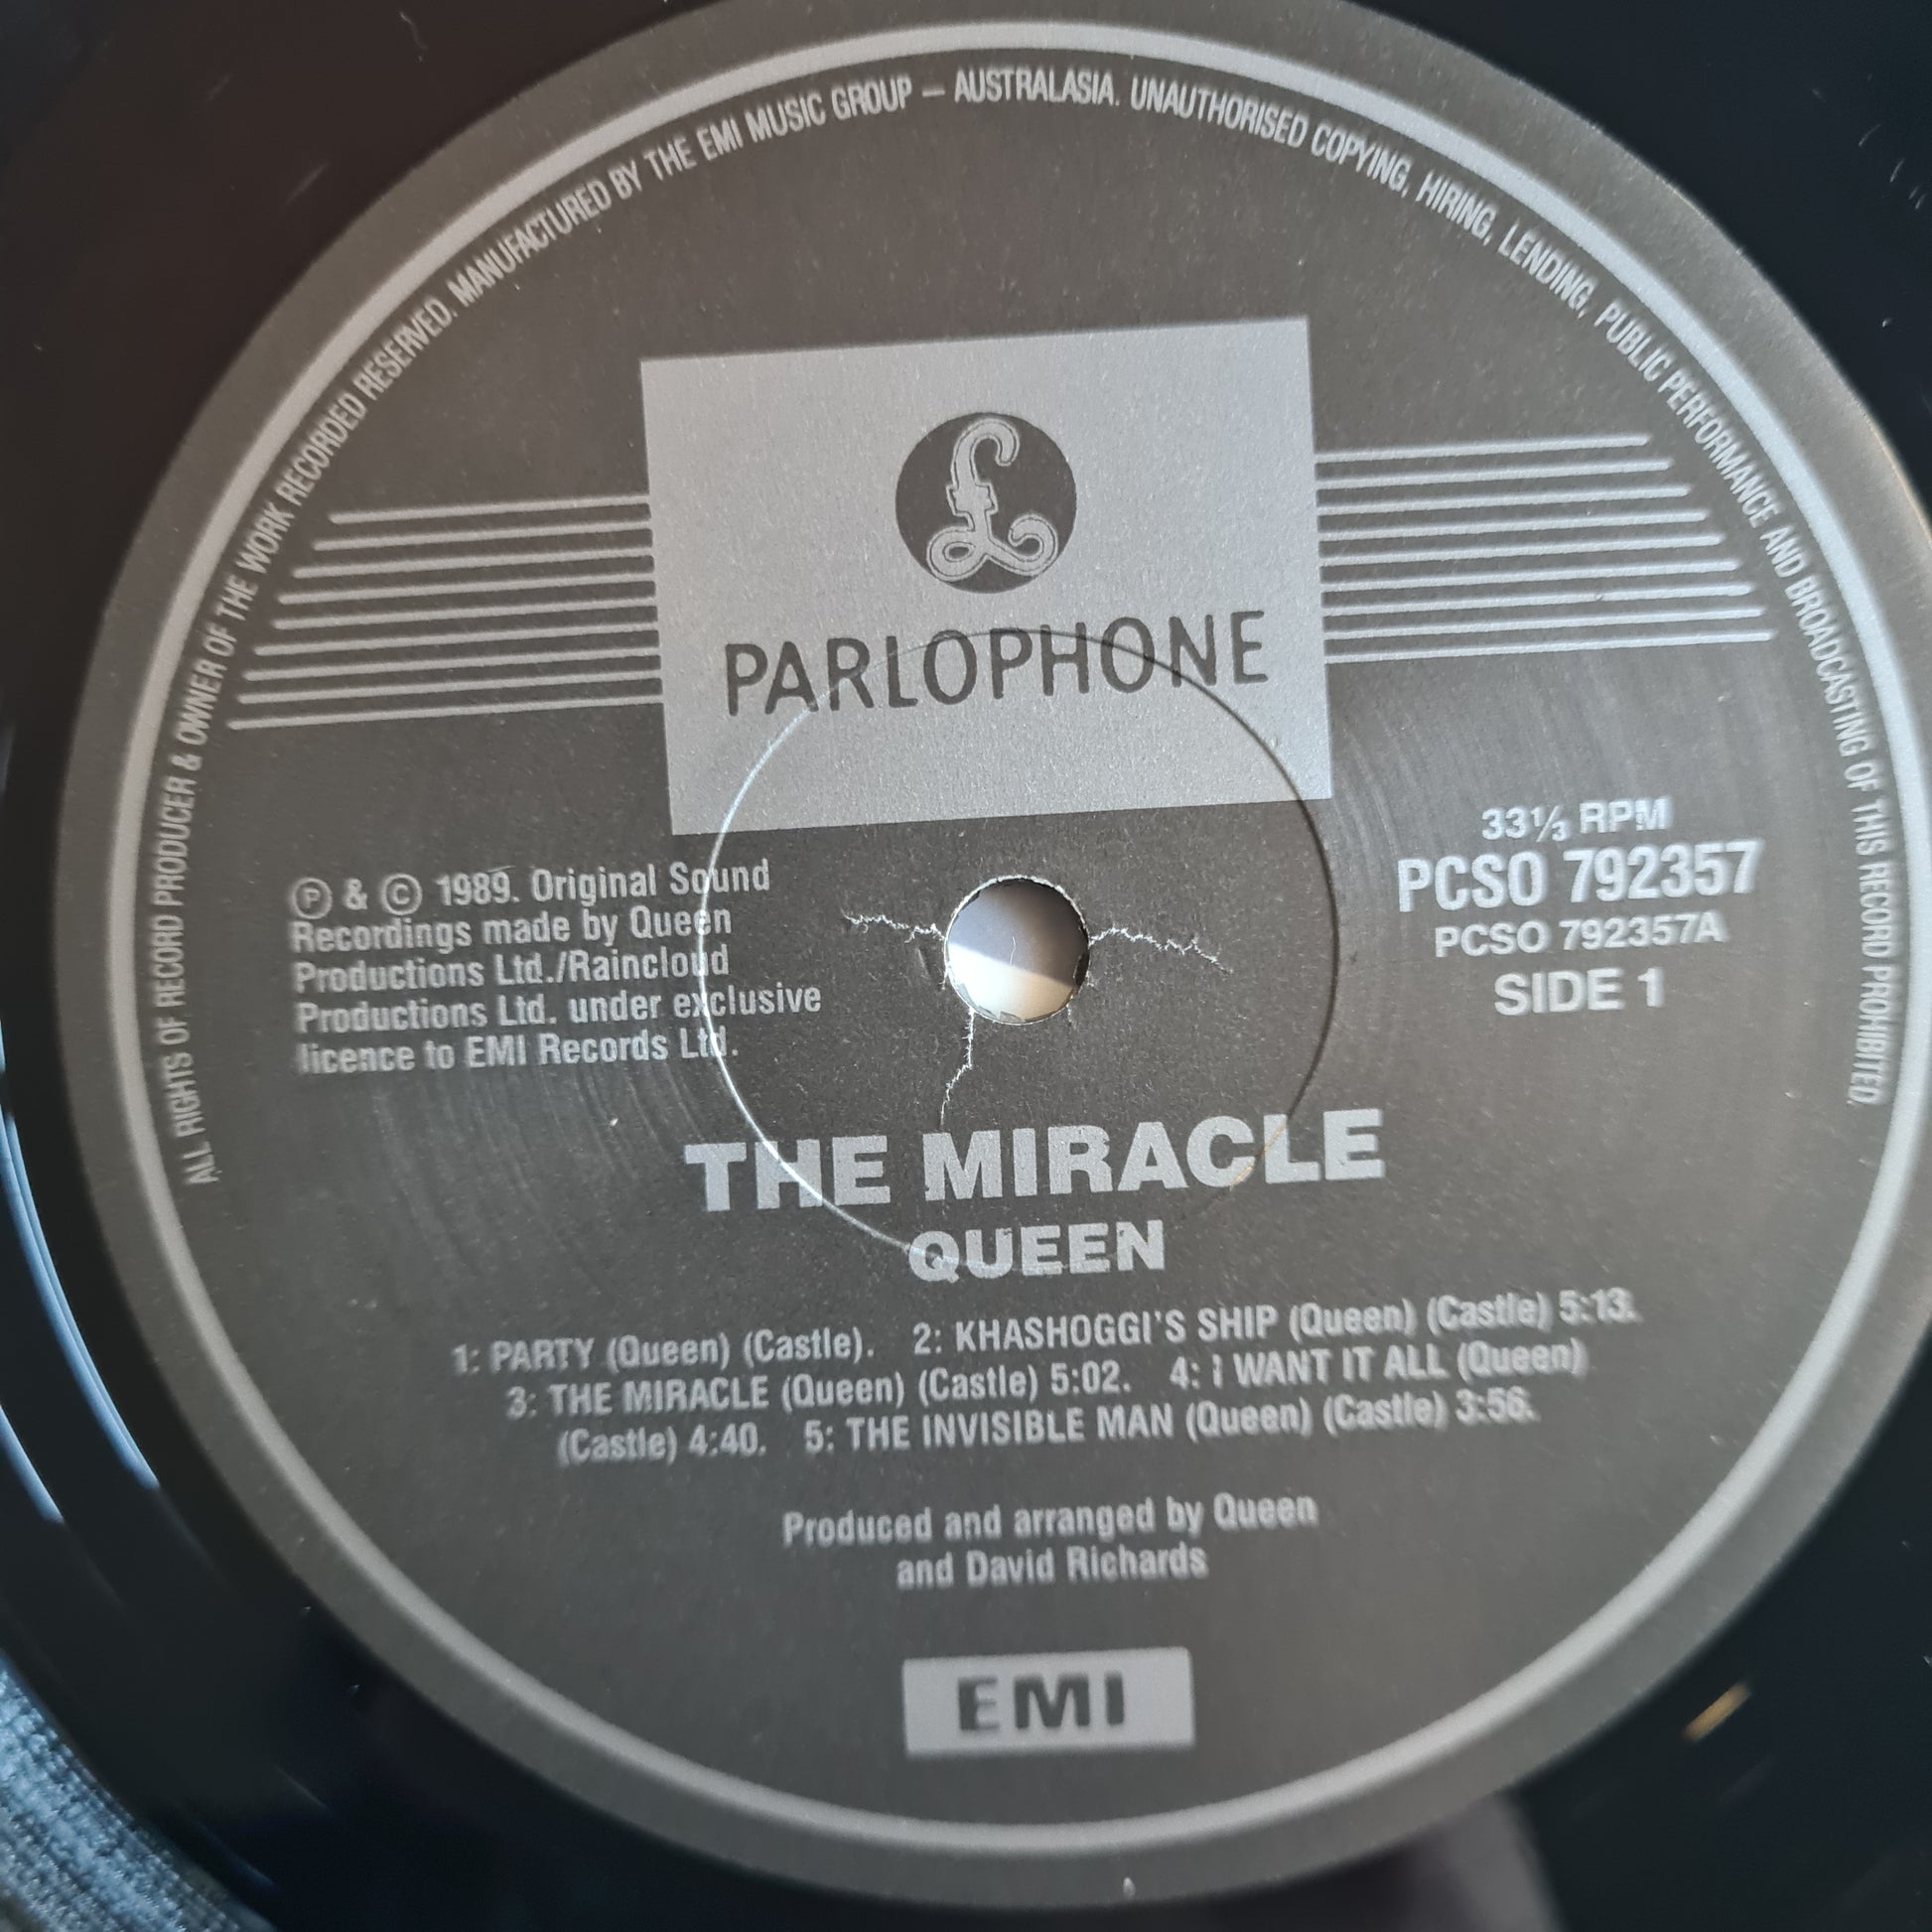 ALL RIGHTS OF RECORD PRODUCER & OWNER OF THE WORK RECORDED RESERVED. MANUFACTURED BY THE EMI MUSIC GROUP – AUSTRALASIA. UNAUTHORISED COPYING, HIRING, LENDING, PUBLIC PERFORMANCE AND BROADCASTING OF THIS RECORD PROHIBITED.
£
PARLOPHONE
Ⓟ & © 1989. Original Sound
Recordings made by Queen
Productions Ltd./Raincloud
Productions Ltd. under exclusive
licence to EMI Records Ltd.
33⅓ RPM
PCSO 792357
PCSO 792357A
SIDE 1
THE MIRACLE
QUEEN
1: PARTY (Queen) (Castle). 2: KHASHOGGI'S SHIP (Queen) (Castle) 5:13.
3: THE MIRACLE (Queen) (Castle) 5:02. 4: I WANT IT ALL (Queen)
(Castle) 4:40. 5: THE INVISIBLE MAN (Queen) (Castle) 3:56.
Produced and arranged by Queen
and David Richards
EMI